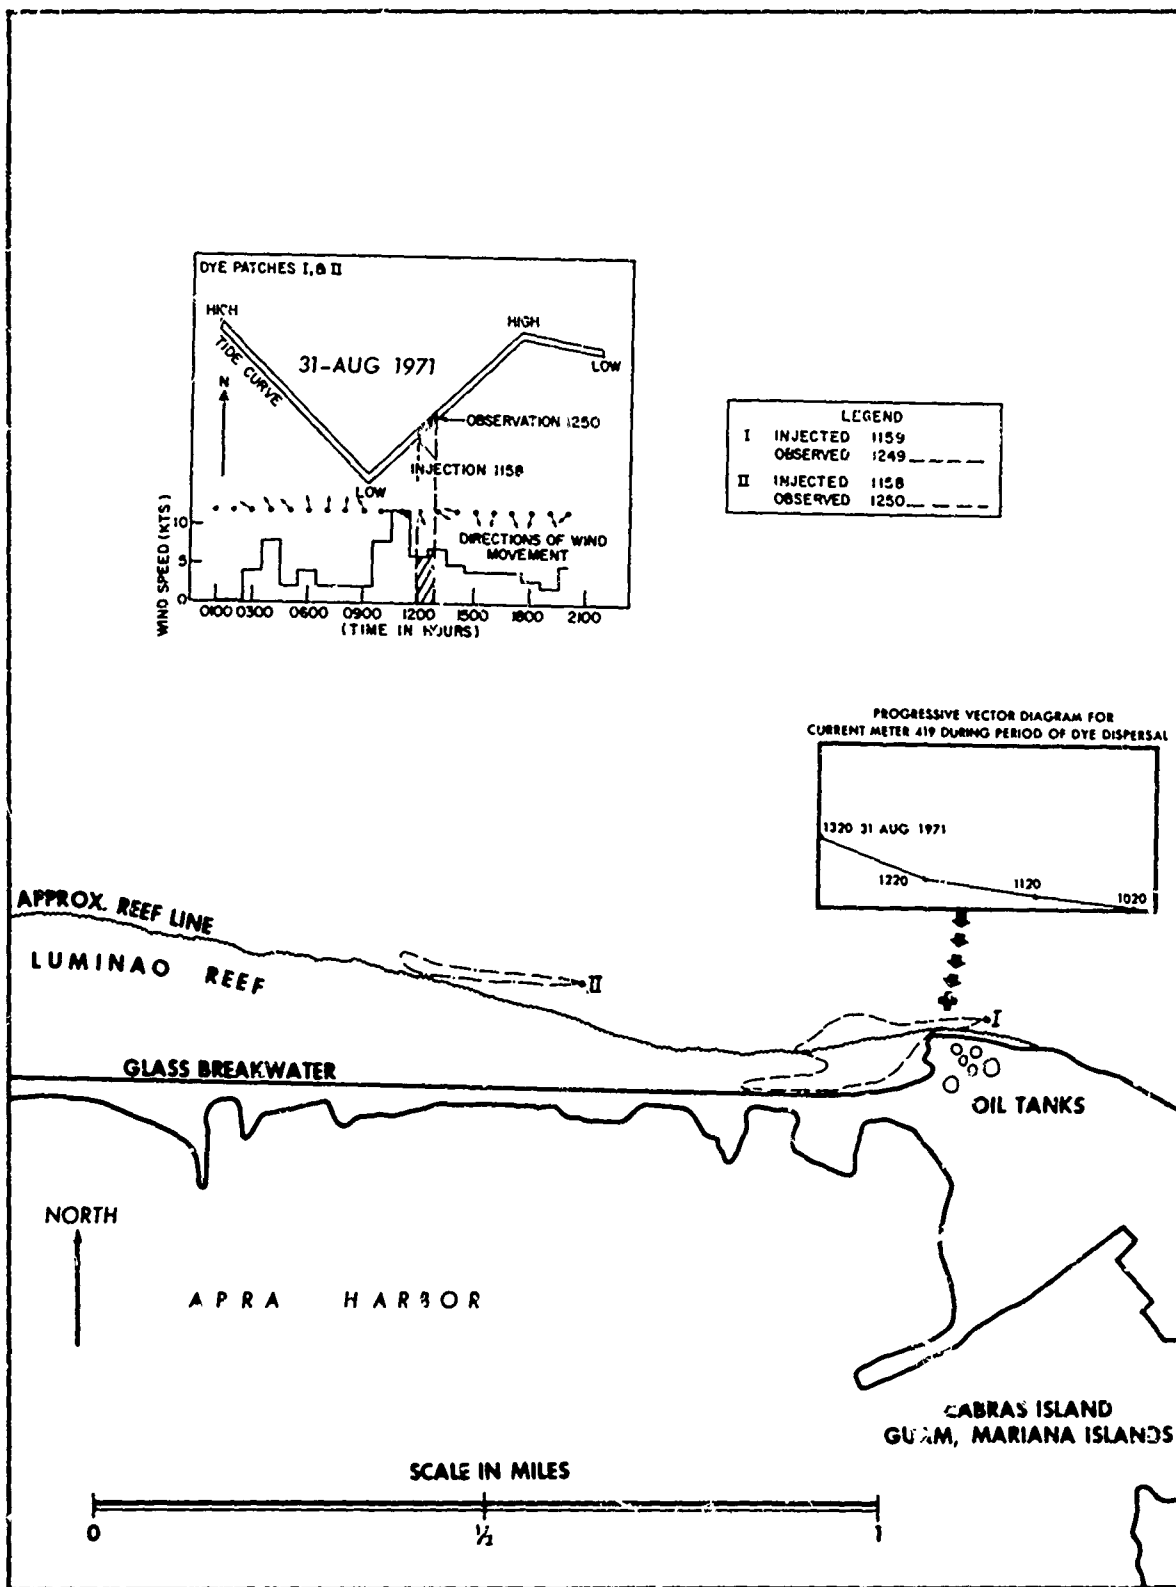 DYE PATCHES I, & II
HIGH
TIDE CURVE
N
31-AUG 1971
HIGH
LOW
OBSERVATION 1250
INJECTION 1158
LOW
DIRECTIONS OF WIND
MOVEMENT
WIND SPEED (KTS)
10
5
0
0100 0300 0600 0900 1200 1500 1800 2100
(TIME IN HOURS)
LEGEND
I INJECTED 1159
OBSERVED 1249
II INJECTED 1158
OBSERVED 1250
PROGRESSIVE VECTOR DIAGRAM FOR
CURRENT METER 419 DURING PERIOD OF DYE DISPERSAL
1320 31 AUG 1971
1220
1120
1020
APPROX. REEF LINE
LUMINAO REEF
II
I
GLASS BREAKWATER
OIL TANKS
NORTH
APRA HARBOR
CABRAS ISLAND
GUAM, MARIANA ISLANDS
SCALE IN MILES
0 ½ 1